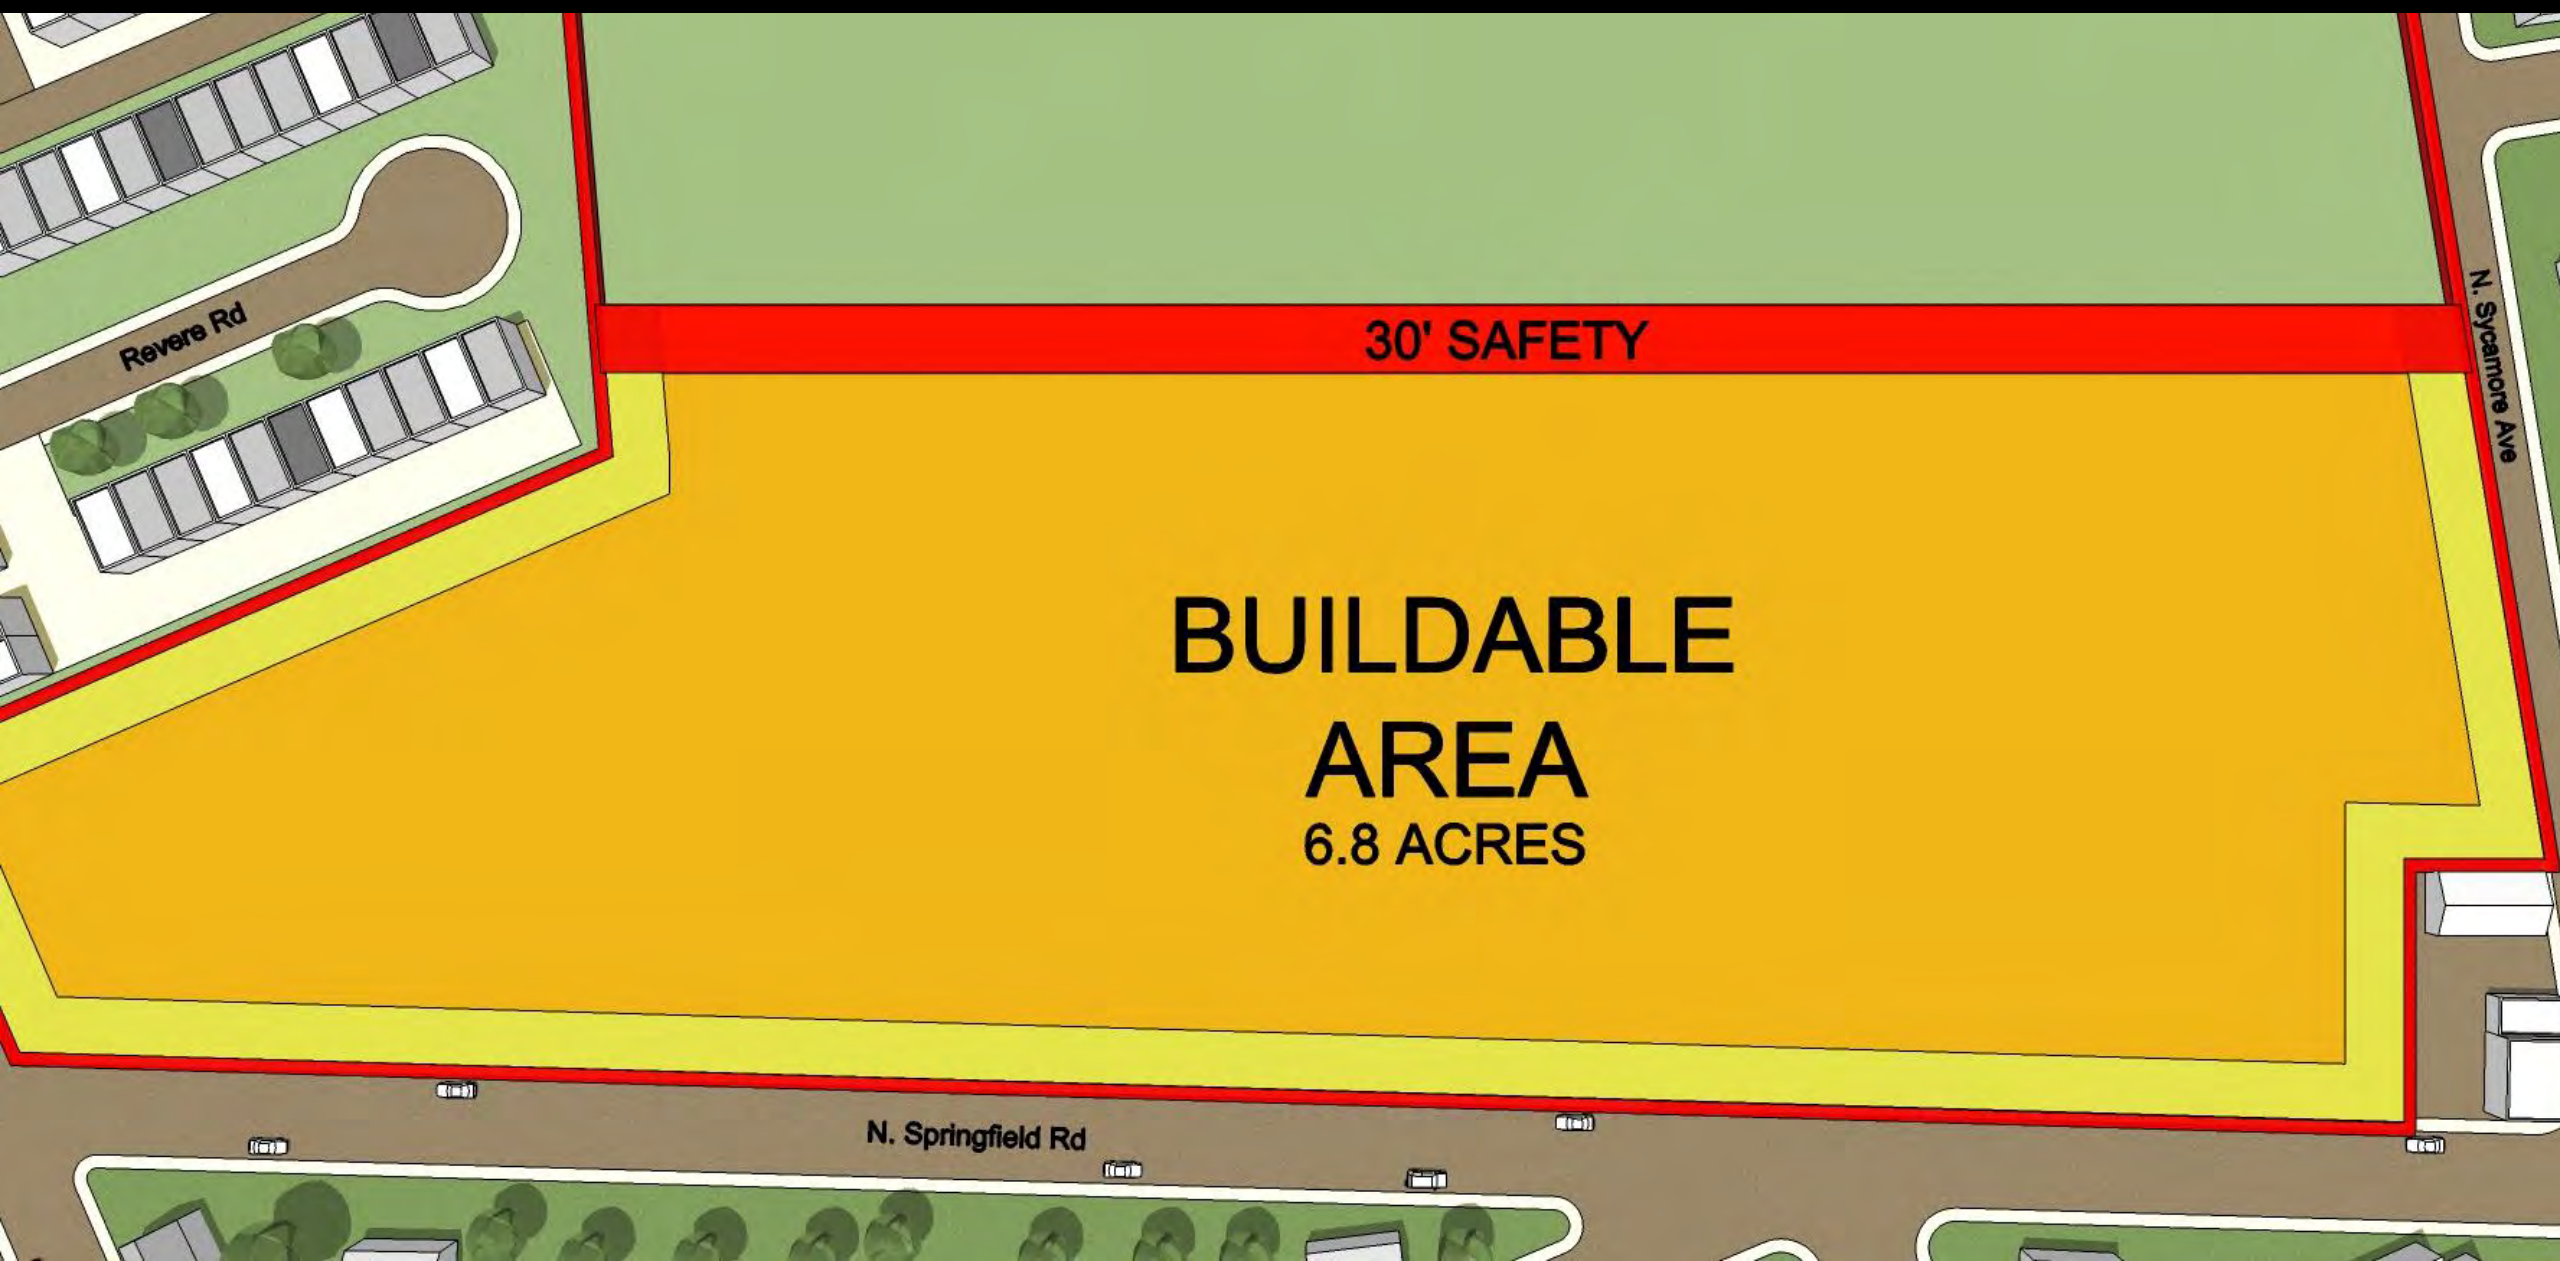 Revere Rd
30' SAFETY
N. Sycamore Ave
BUILDABLE
AREA
6.8 ACRES
N. Springfield Rd